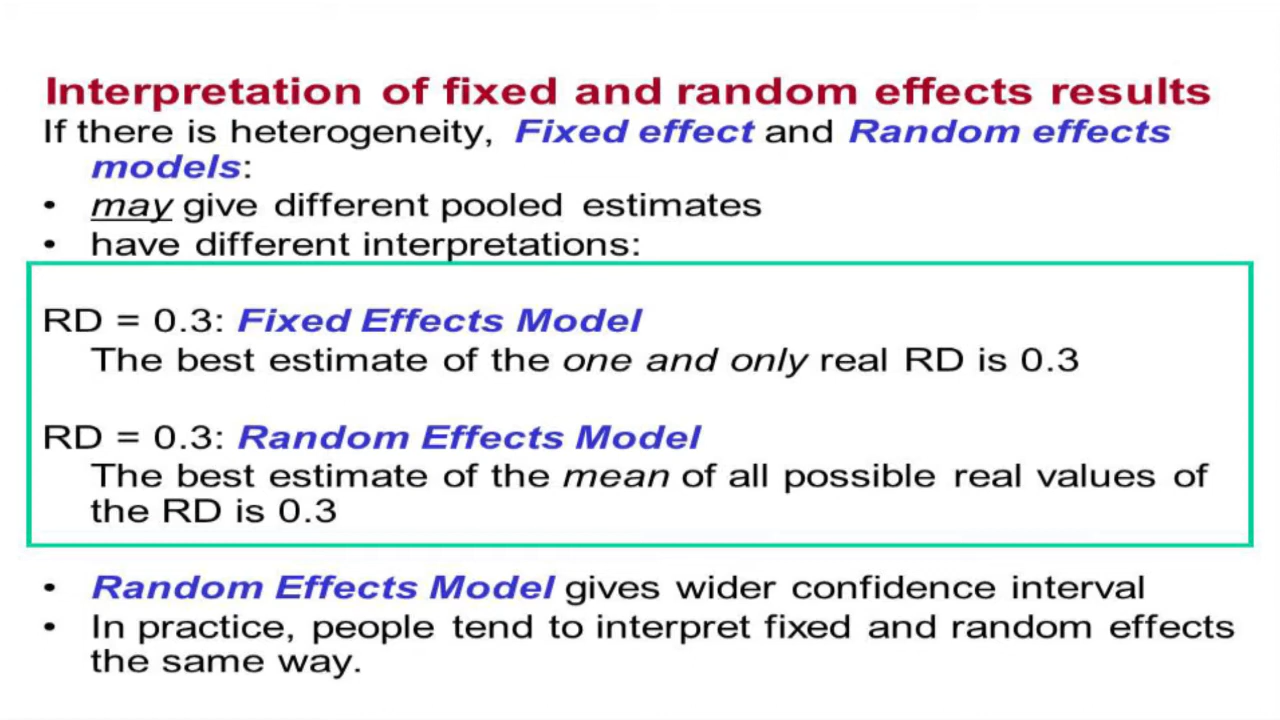 Interpretation of fixed and random effects results
If there is heterogeneity, Fixed effect and Random effects
models:
• may give different pooled estimates
• have different interpretations:
RD = 0.3: Fixed Effects Model
The best estimate of the one and only real RD is 0.3
RD = 0.3: Random Effects Model
The best estimate of the mean of all possible real values of
the RD is 0.3
• Random Effects Model gives wider confidence interval
• In practice, people tend to interpret fixed and random effects
the same way.